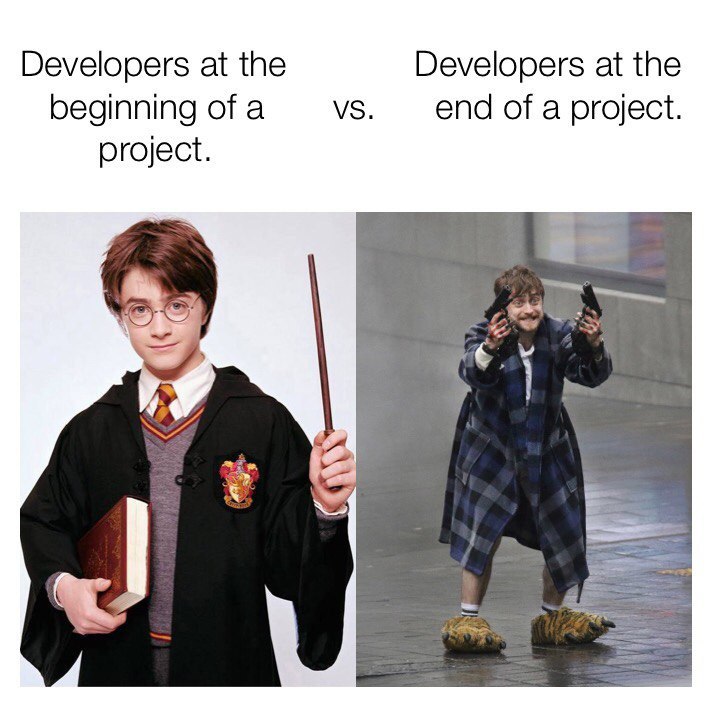 Developers at the
beginning of a
project.
vs.
Developers at the
end of a project.